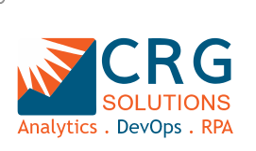 CRG
SOLUTIONS
Analytics . DevOps . RPA